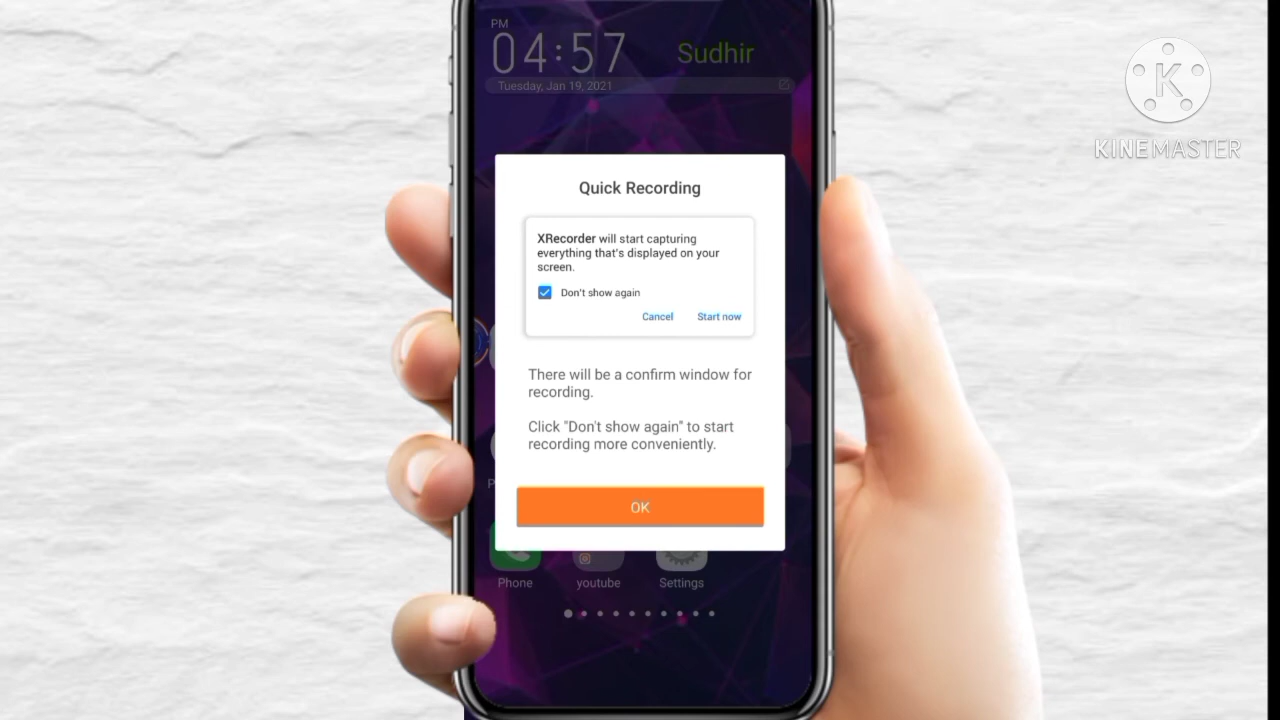 PM
04:57
Sudhir
Tuesday, Jan 19, 2021
KINEMASTER
Quick Recording
XRecorder will start capturing
everything that's displayed on your
screen.
Don't show again
Cancel Start now
There will be a confirm window for
recording.
Click "Don't show again" to start
recording more conveniently.
OK
Phone youtube Settings